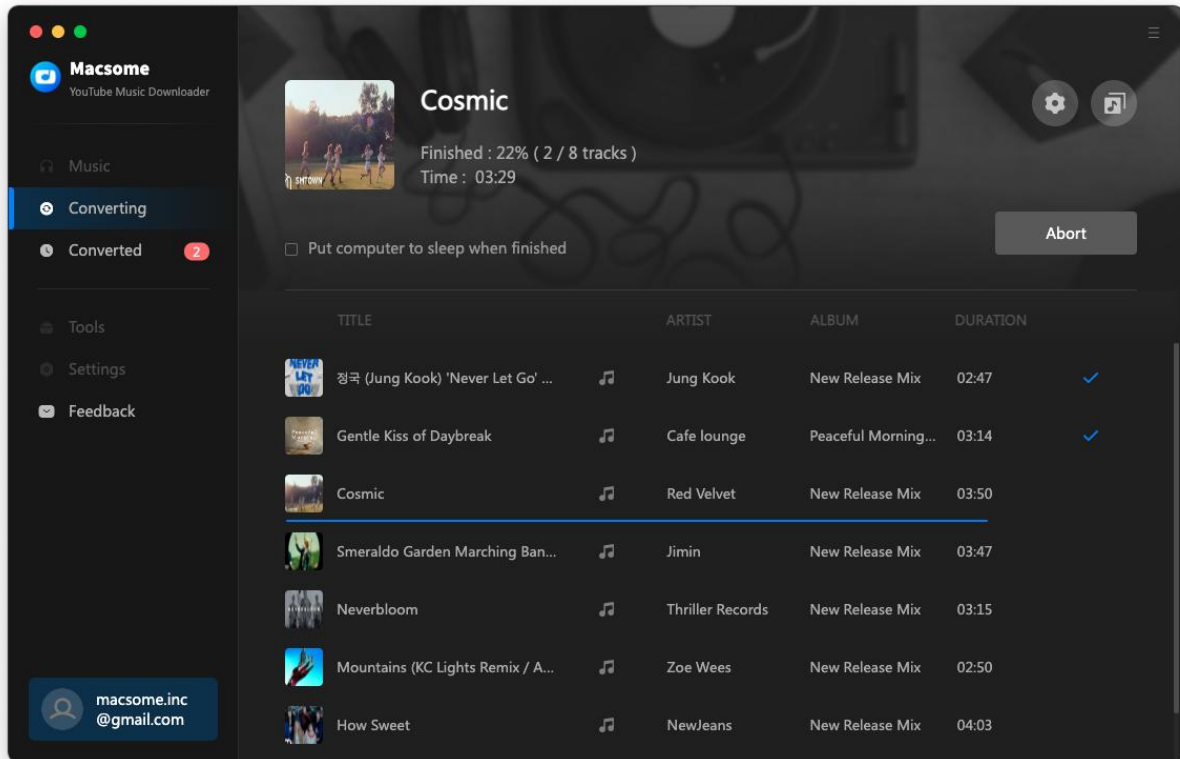 Macsome
YouTube Music Downloader
Music
Converting
Converted 2
Tools
Settings
Feedback
macsome.inc
@gmail.com
SMTOWN
Cosmic
Finished : 22% ( 2 / 8 tracks )
Time : 03:29
Put computer to sleep when finished
Abort
TITLE ARTIST ALBUM DURATION
NEVER
LET
GO
정국 (Jung Kook) 'Never Let Go' ... Jung Kook New Release Mix 02:47
Gentle Kiss of Daybreak Cafe lounge Peaceful Morning... 03:14
Cosmic Red Velvet New Release Mix 03:50
Smeraldo Garden Marching Ban... Jimin New Release Mix 03:47
Neverbloom Thriller Records New Release Mix 03:15
Mountains (KC Lights Remix / A... Zoe Wees New Release Mix 02:50
How Sweet NewJeans New Release Mix 04:03